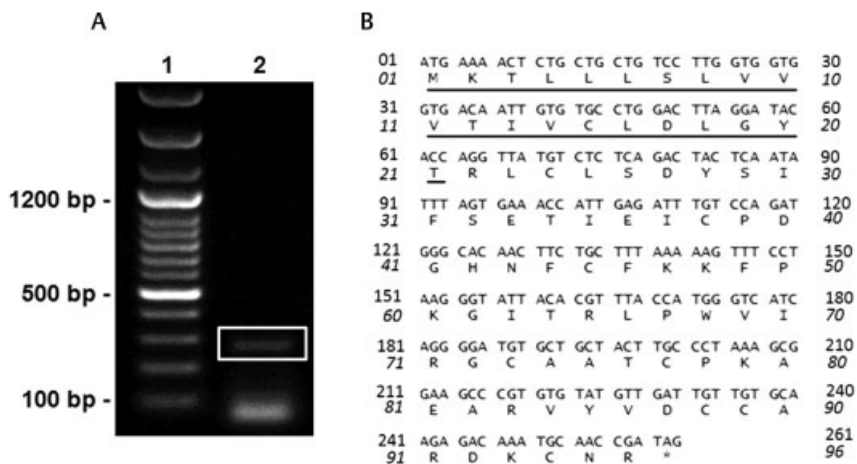 A
1 2
1200 bp -
500 bp -
100 bp -
B
01 ATG AAA ACT CTG CTG CTG TCC TTG GTG GTG 30
01 M K T L L L S L V V 10
31 GTG ACA ATT GTG TGC CTG GAC TTA GGA TAC 60
11 V T I V C L D L G Y 20
61 ACC AGG TTA TGT CTC TCA GAC TAC TCA ATA 90
21 T R L C L S D Y S I 30
91 TTT AGT GAA ACC ATT GAG ATT TGT CCA GAT 120
31 F S E T I E I C P D 40
121 GGG CAC AAC TTC TGC TTT AAA AAG TTT CCT 150
41 G H N F C F K K F P 50
151 AAG GGT ATT ACA CGT TTA CCA TGG GTC ATC 180
60 K G I T R L P W V I 70
181 AGG GGA TGT GCT GCT ACT TGC CCT AAA GCG 210
71 R G C A A T C P K A 80
211 GAA GCC CGT GTG TAT GTT GAT TGT TGT GCA 240
81 E A R V Y V D C C A 90
241 AGA GAC AAA TGC AAC CGA TAG 261
91 R D K C N R * 96